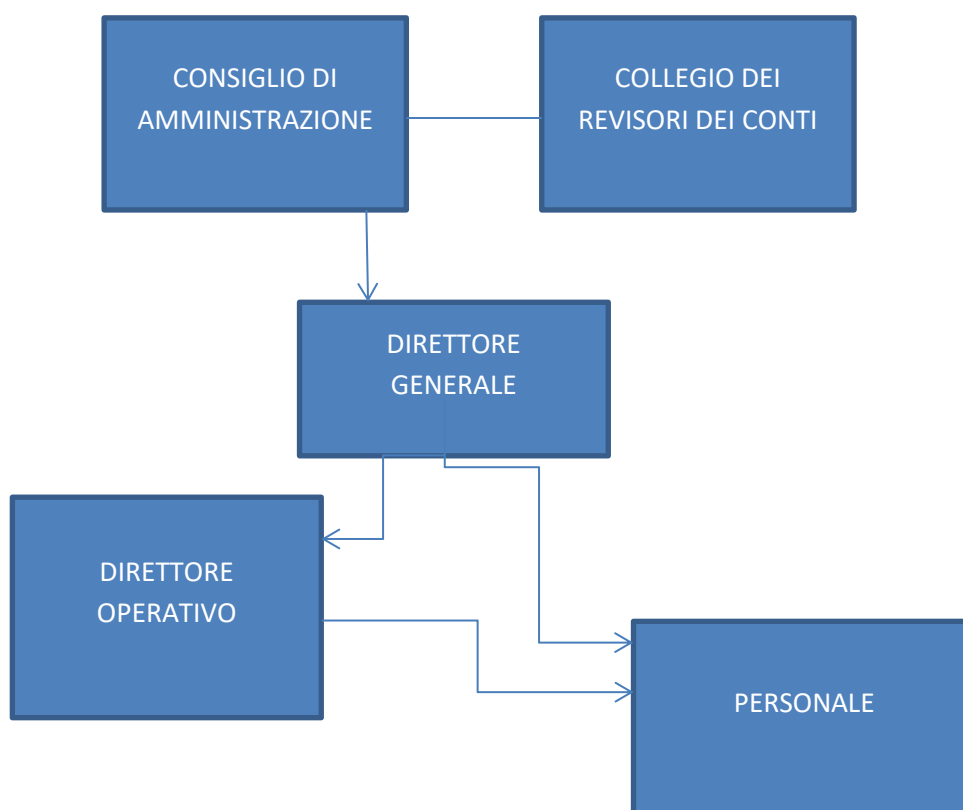 CONSIGLIO DI
AMMINISTRAZIONE
COLLEGIO DEI
REVISORI DEI CONTI
DIRETTORE
GENERALE
DIRETTORE
OPERATIVO
PERSONALE